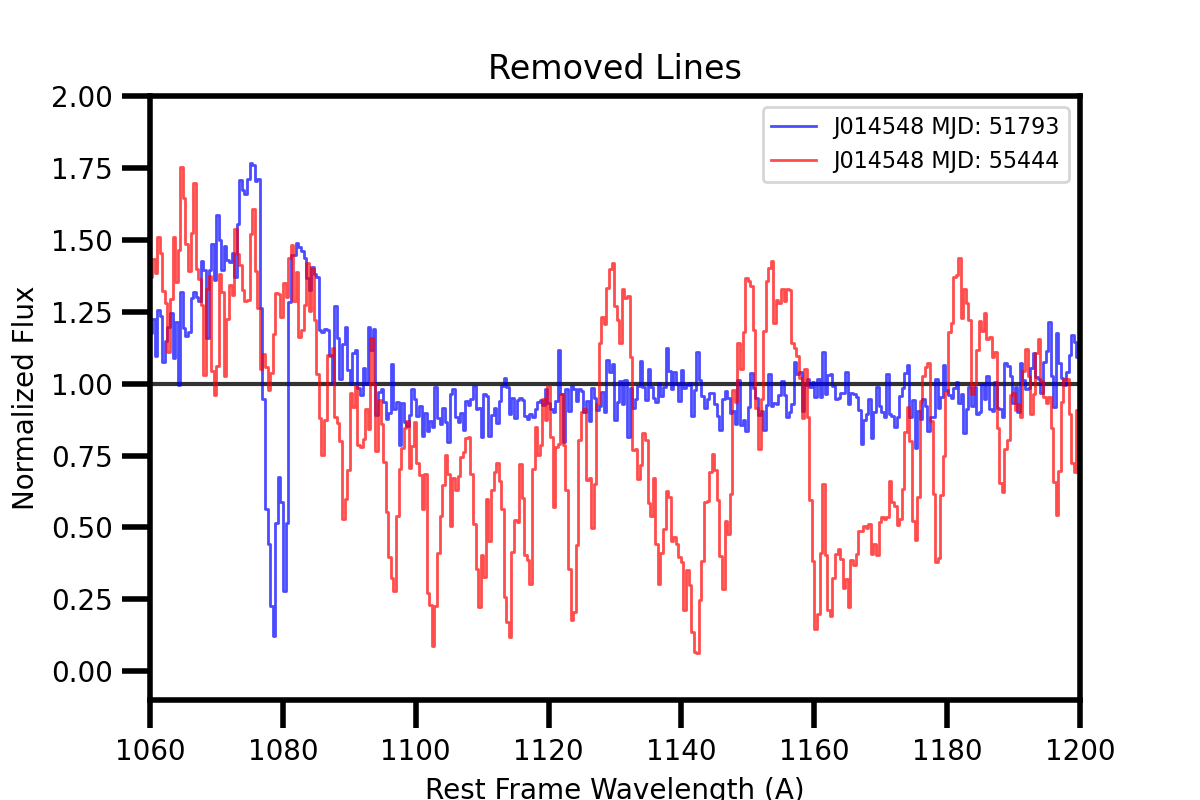 Removed Lines
2.00
1.75
1.50
1.25
1.00
0.75
0.50
0.25
0.00
Normalized Flux
J014548 MJD: 51793
J014548 MJD: 55444
1060 1080 1100 1120 1140 1160 1180 1200
Rest Frame Wavelength (A)